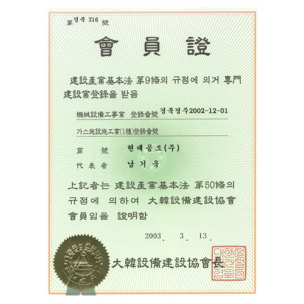 第경북 316 號
會員證
建設産業基本法 第9條의 규정에 의거 專門
建設業登錄을 받음
機械設備工事業 登錄番號 경북경주2002-12-01
가스施設施工業(1種)登錄番號
商號 현대공조(주)
代表者 남기
上記者는 建設産業基本法 第50條의
규정에 의하여 大韓設備建設協會
會員임을 證明함
2003. 3. 13.
大韓設備建設協會長